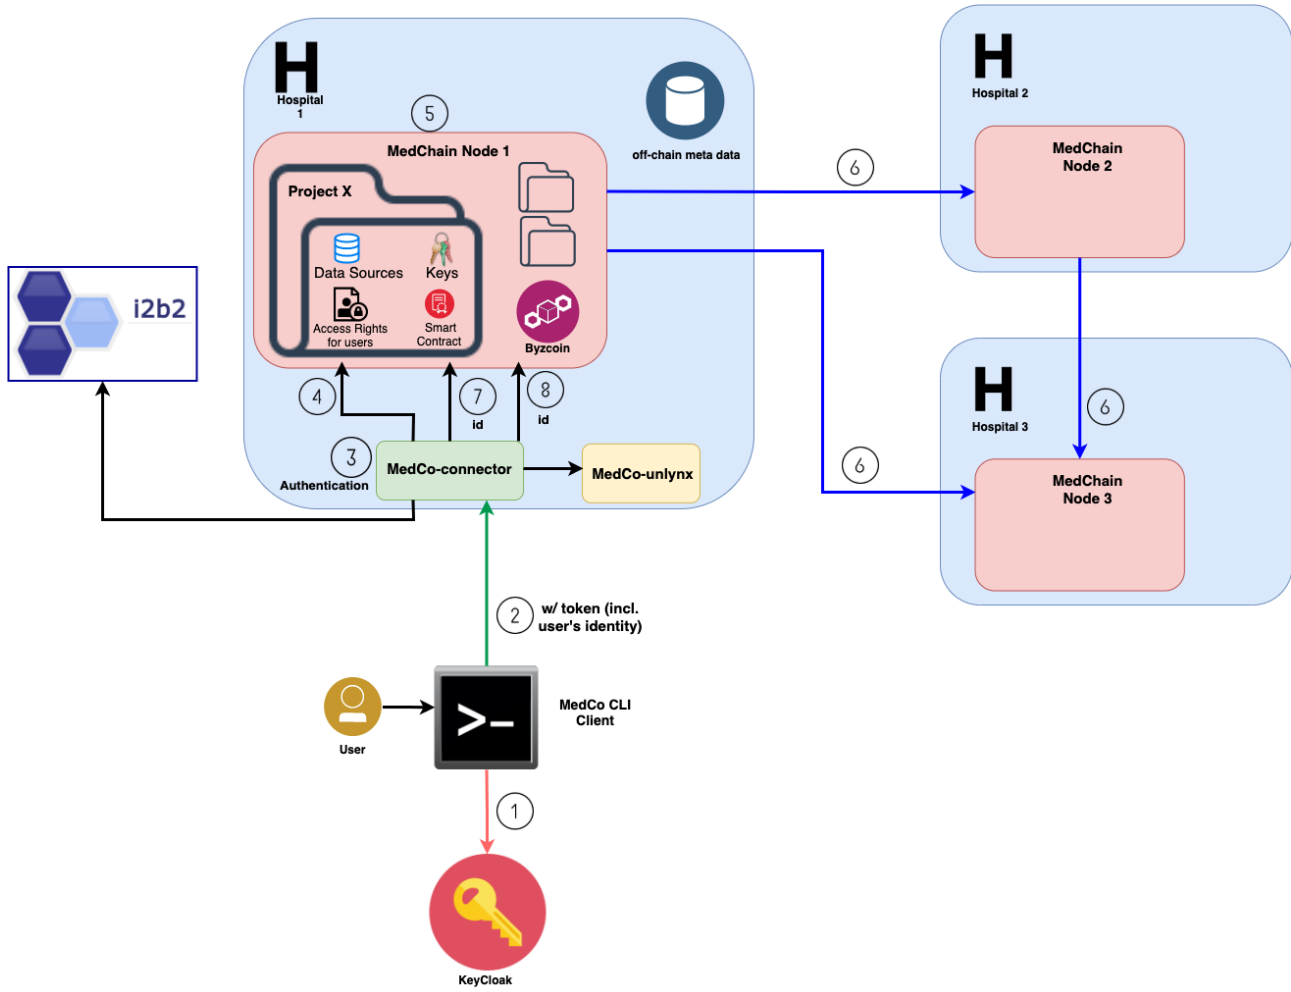 H
Hospital
1
5
off-chain meta data
MedChain Node 1
Project X
Data Sources
Keys
Access Rights
for users
Smart
Contract
Byzcoin
H
Hospital 2
MedChain
Node 2
6
i2b2
4
7
id
8
id
3
Authentication
MedCo-connector
MedCo-unlynx
6
6
H
Hospital 3
MedChain
Node 3
2
w/ token (incl.
user's identity)
>–
MedCo CLI
Client
User
1
KeyCloak